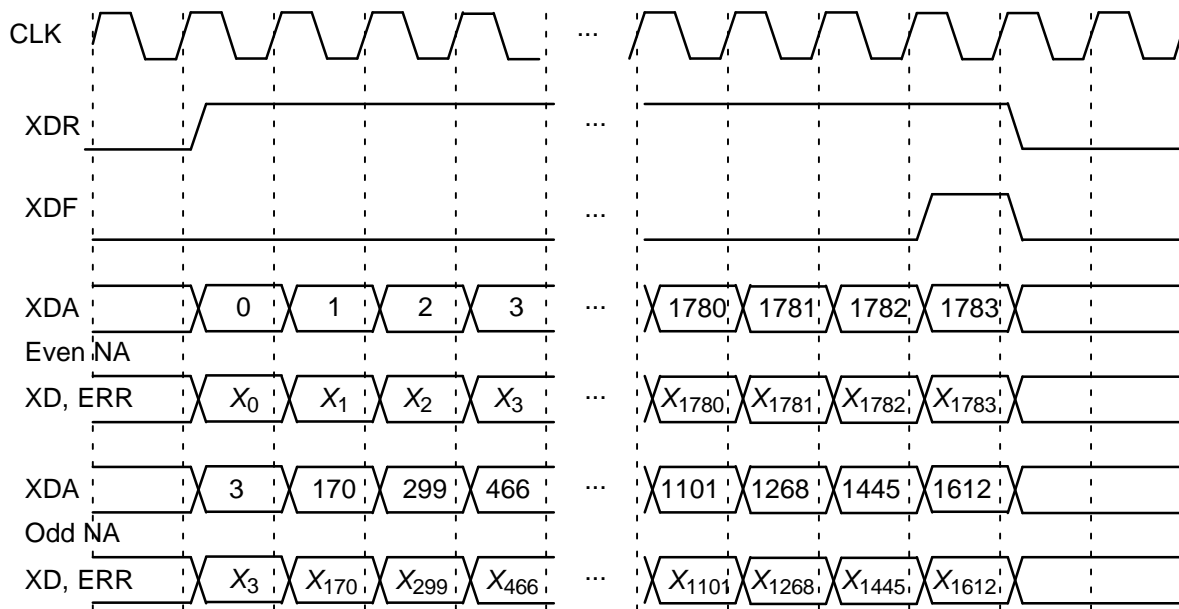 CLK ...
XDR ...
XDF ...
XDA 0 1 2 3 ... 1780 1781 1782 1783
Even NA
XD, ERR X0 X1 X2 X3 ... X1780 X1781 X1782 X1783
XDA 3 170 299 466 ... 1101 1268 1445 1612
Odd NA
XD, ERR X3 X170 X299 X466 ... X1101 X1268 X1445 X1612